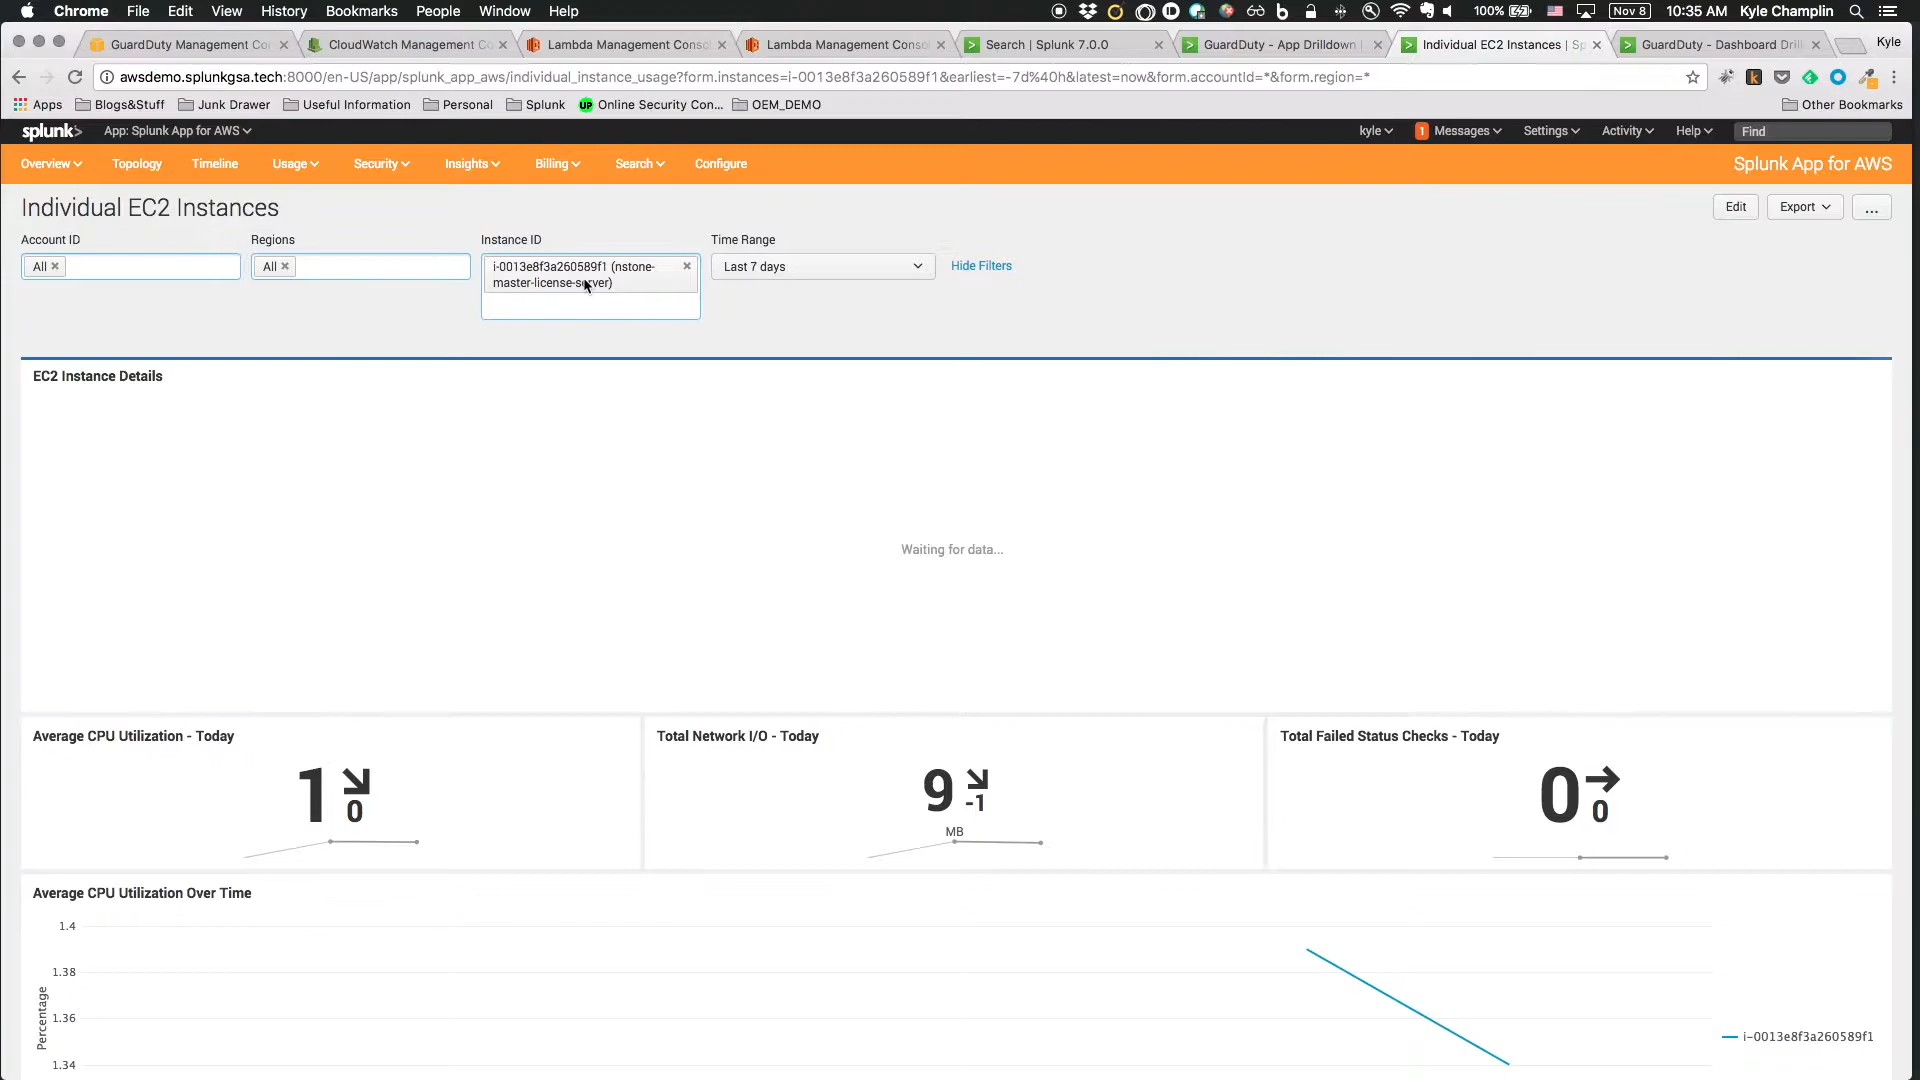 Chrome File Edit View History Bookmarks People Window Help 100% Nov 8 10:35 AM Kyle Champlin
GuardDuty Management Co CloudWatch Management C Lambda Management Consol Lambda Management Consol Search | Splunk 7.0.0 GuardDuty - App Drilldown Individual EC2 Instances | Sp GuardDuty - Dashboard Dril Kyle
awsdemo.splunkgsa.tech:8000/en-US/app/splunk_app_aws/individual_instance_usage?form.instances=i-0013e8f3a260589f1&earliest=-7d%40h&latest=now&form.accountId=*&form.region=*
Apps Blogs&Stuff Junk Drawer Useful Information Personal Splunk UP Online Security Con... OEM_DEMO Other Bookmarks
splunk> App: Splunk App for AWS kyle 1 Messages Settings Activity Help Find
Overview Topology Timeline Usage Security Insights Billing Search Configure Splunk App for AWS
Individual EC2 Instances Edit Export ...
Account ID Regions Instance ID Time Range
All All i-0013e8f3a260589f1 (nstone- Last 7 days Hide Filters
master-license-server)
EC2 Instance Details
Waiting for data...
Average CPU Utilization - Today Total Network I/O - Today Total Failed Status Checks - Today
1 0 9 -1 0 0
MB
Average CPU Utilization Over Time
1.4
1.38
Percentage
1.36
i-0013e8f3a260589f1
1.34